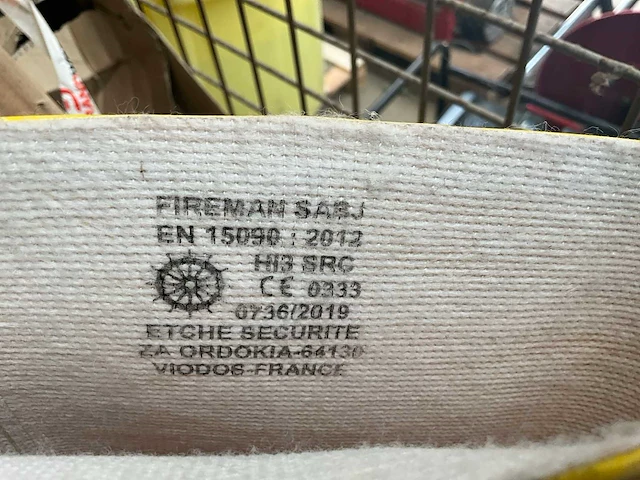 FIREMAN SABJ
EN 15090 : 2012
HI3 SRC
CE 0333
0736/2019
ETCHE SECURITE
ZA ORDOKIA-64130
VIODOS-FRANCE